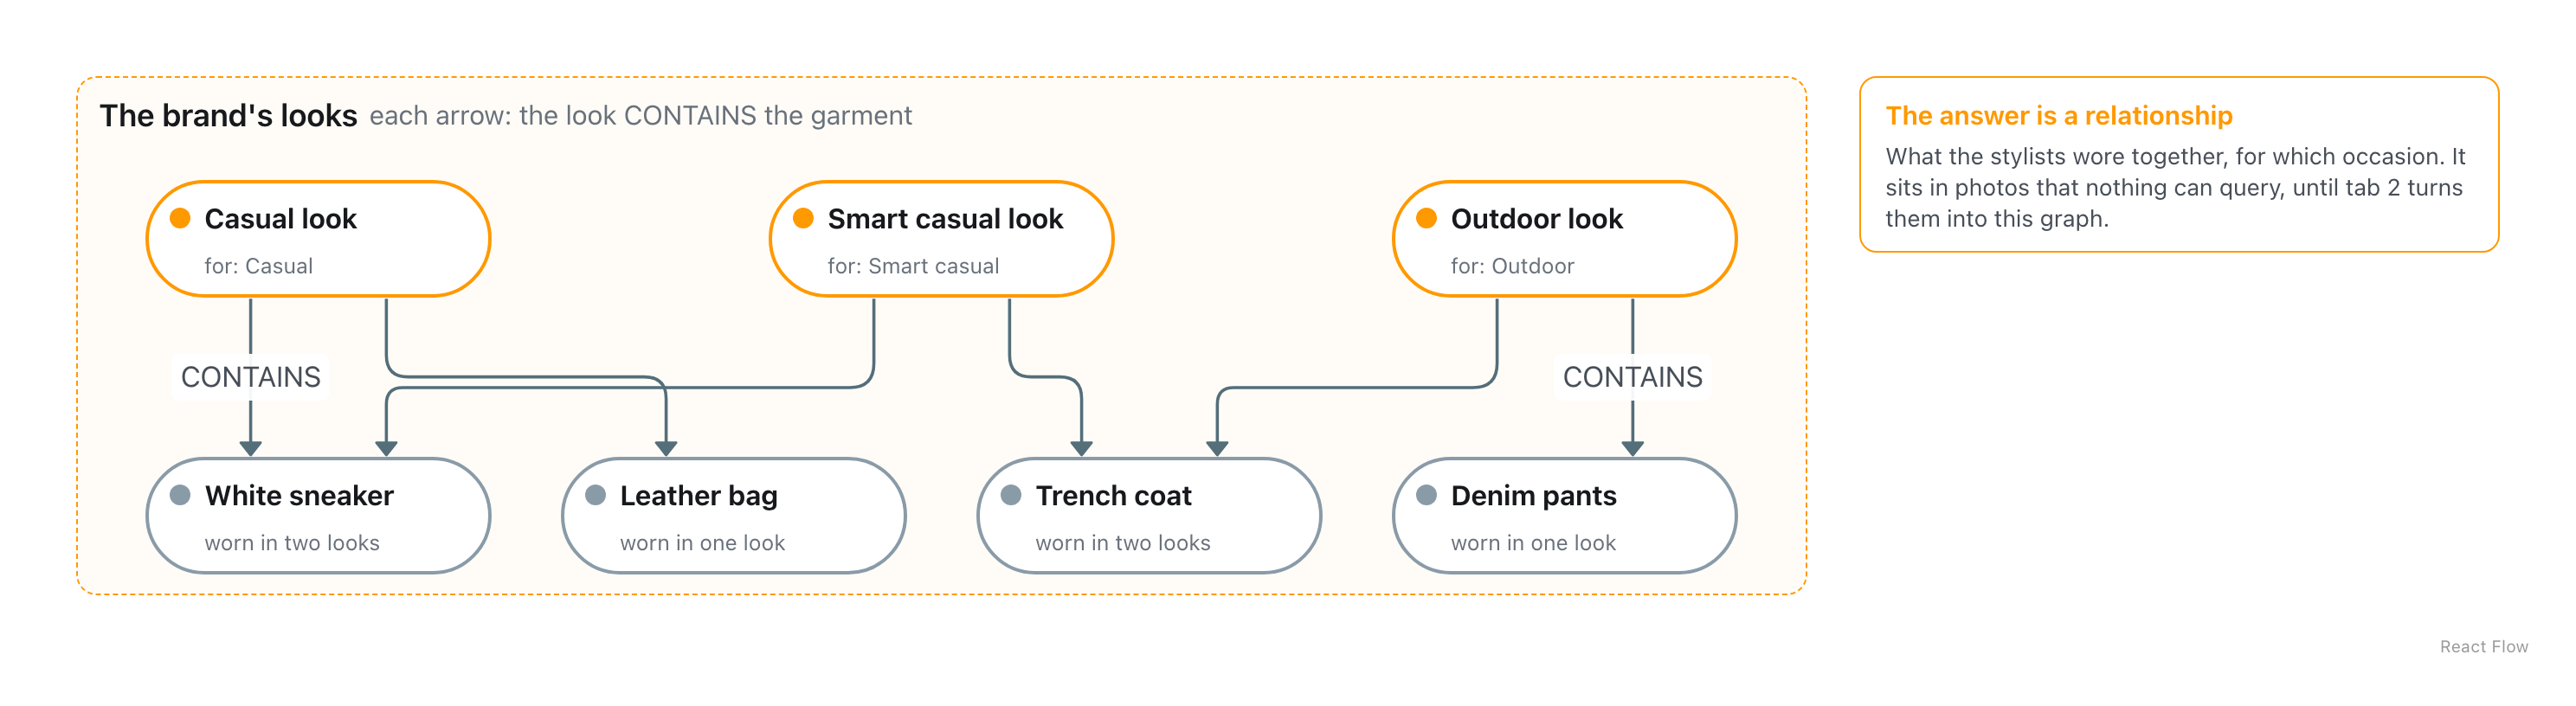 The brand's looks each arrow: the look CONTAINS the garment
The answer is a relationship
What the stylists wore together, for which occasion. It
sits in photos that nothing can query, until tab 2 turns
them into this graph.
Casual look
for: Casual
Smart casual look
for: Smart casual
Outdoor look
for: Outdoor
CONTAINS
CONTAINS
White sneaker
worn in two looks
Leather bag
worn in one look
Trench coat
worn in two looks
Denim pants
worn in one look
React Flow